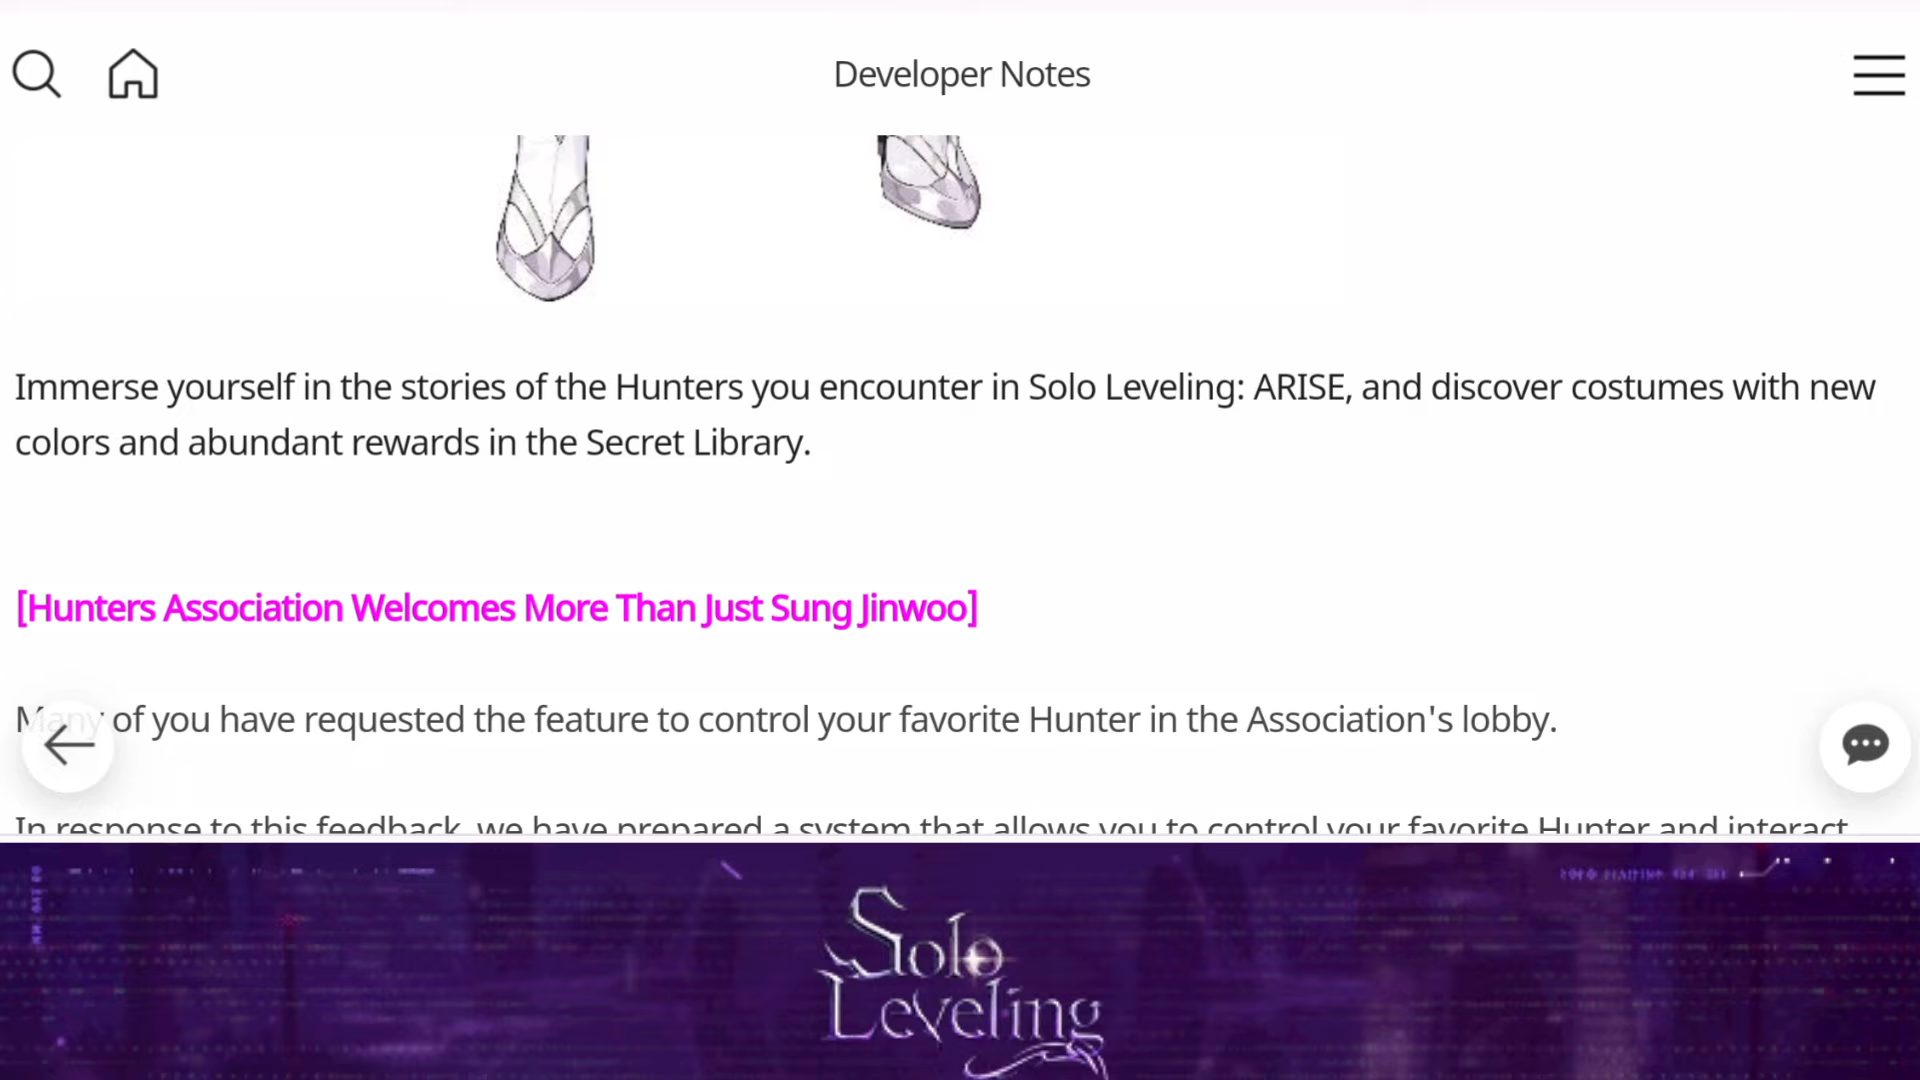 Developer Notes
Immerse yourself in the stories of the Hunters you encounter in Solo Leveling: ARISE, and discover costumes with new
colors and abundant rewards in the Secret Library.
[Hunters Association Welcomes More Than Just Sung Jinwoo]
Many of you have requested the feature to control your favorite Hunter in the Association's lobby.
In response to this feedback, we have prepared a system that allows you to control your favorite Hunter and interact
Solo
Leveling